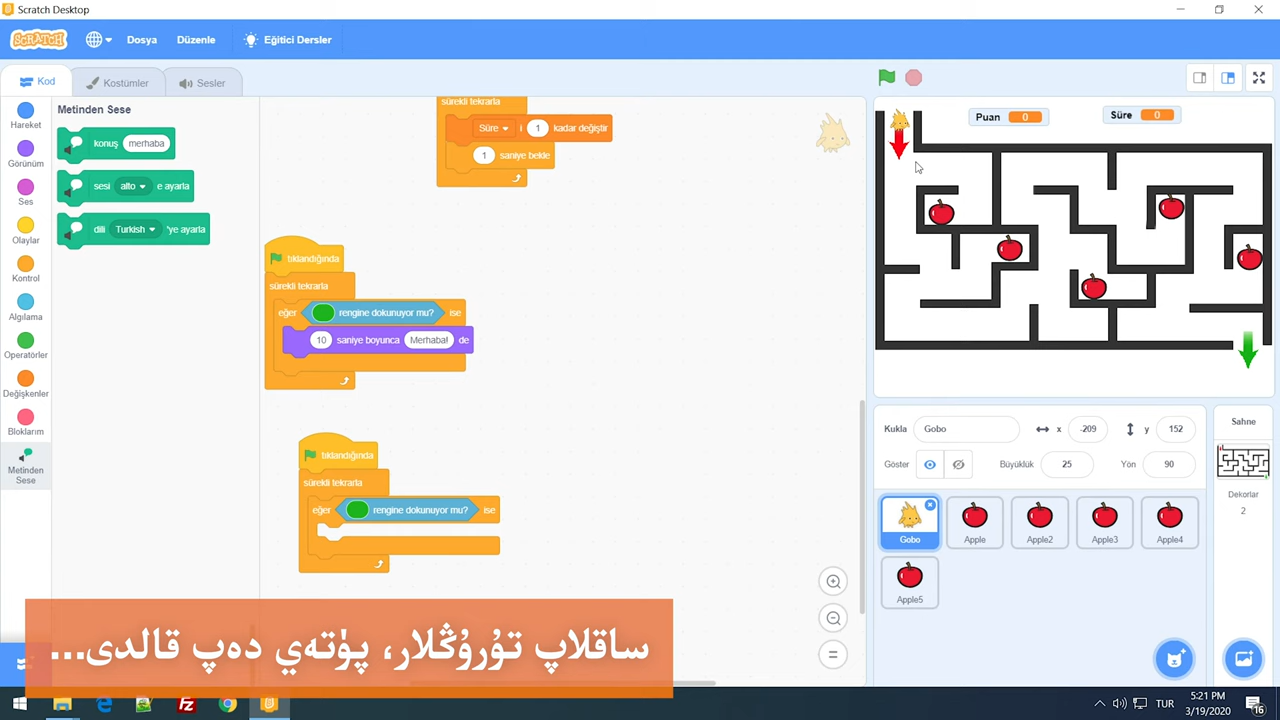 Scratch Desktop
SCRATCH
Dosya
Düzenle
Eğitici Dersler
Kod
Kostümler
Sesler
Hareket
Görünüm
Ses
Olaylar
Kontrol
Algılama
Operatörler
Değişkenler
Bloklarım
Metinden
Sese
Metinden Sese
konuş merhaba
sesi alto e ayarla
dili Turkish 'ye ayarla
sürekli tekrarla
Süre i 1 kadar değiştir
1 saniye bekle
tıklandığında
sürekli tekrarla
eğer rengine dokunuyor mu? ise
10 saniye boyunca Merhaba! de
tıklandığında
sürekli tekrarla
eğer rengine dokunuyor mu? ise
Puan 0
Süre 0
Kukla Gobo x -209 y 152
Göster Büyüklük 25 Yön 90
Gobo
Apple
Apple2
Apple3
Apple4
Apple5
Sahne
Dekorlar
2
ساقلاپ تۇرۇڭلار، پۈتەي دەپ قالدى...
TUR
5:21 PM
3/19/2020
16